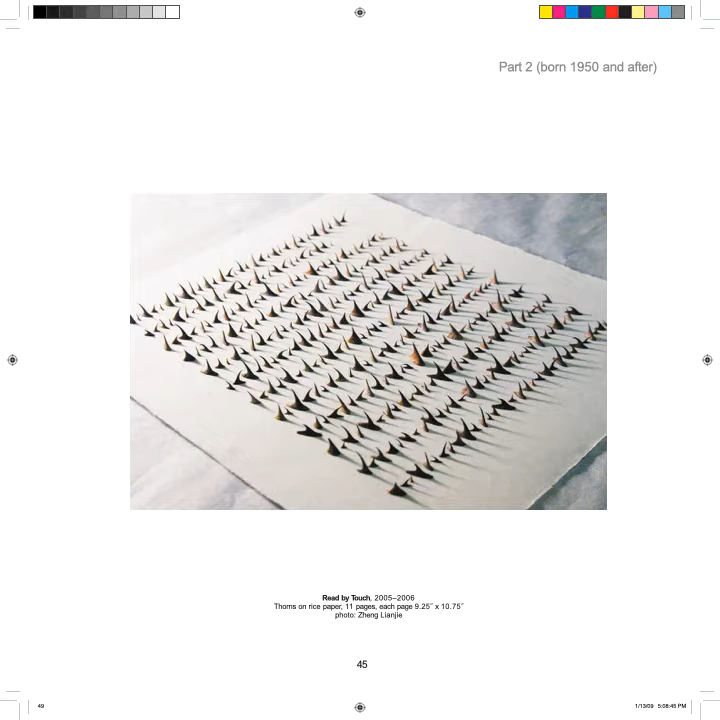 Part 2 (born 1950 and after)
Read by Touch, 2005–2006
Thorns on rice paper, 11 pages, each page 9.25˝ x 10.75˝
photo: Zheng Lianjie
45
49
1/13/09 5:08:45 PM